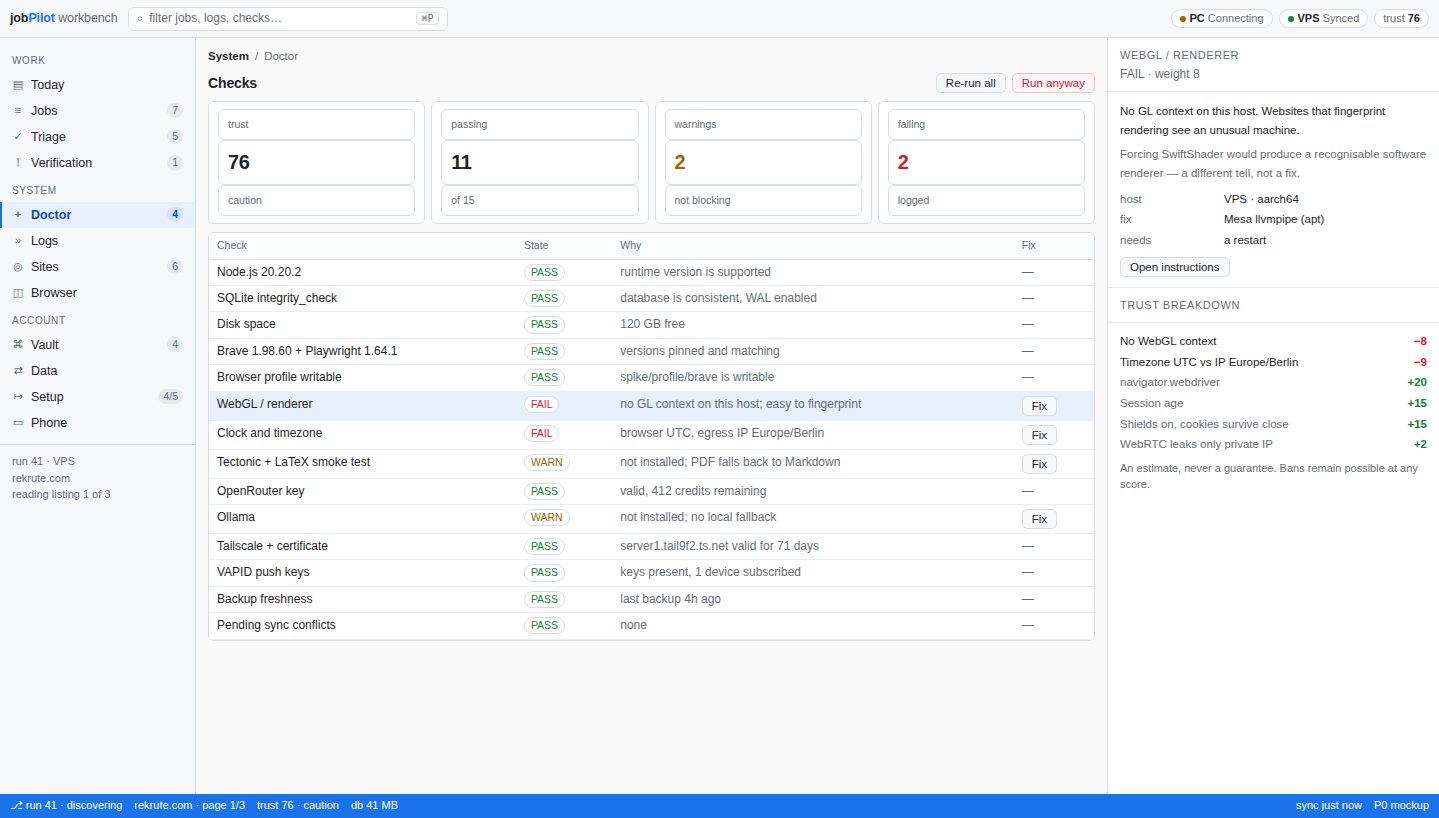 jobPilot workbench
filter jobs, logs, checks…
⌘P
PC Connecting
VPS Synced
trust 76
WORK
Today
Jobs 7
Triage 5
Verification 1
SYSTEM
Doctor 4
Logs
Sites 6
Browser
ACCOUNT
Vault 4
Data
Setup 4/5
Phone
run 41 · VPS
rekrute.com
reading listing 1 of 3
System / Doctor
Checks
Re-run all
Run anyway
trust
76
caution
passing
11
of 15
warnings
2
not blocking
failing
2
logged
Check State Why Fix
Node.js 20.20.2 PASS runtime version is supported —
SQLite integrity_check PASS database is consistent, WAL enabled —
Disk space PASS 120 GB free —
Brave 1.98.60 + Playwright 1.64.1 PASS versions pinned and matching —
Browser profile writable PASS spike/profile/brave is writable —
WebGL / renderer FAIL no GL context on this host; easy to fingerprint Fix
Clock and timezone FAIL browser UTC, egress IP Europe/Berlin Fix
Tectonic + LaTeX smoke test WARN not installed; PDF falls back to Markdown Fix
OpenRouter key PASS valid, 412 credits remaining —
Ollama WARN not installed; no local fallback Fix
Tailscale + certificate PASS server1.tail9f2.ts.net valid for 71 days —
VAPID push keys PASS keys present, 1 device subscribed —
Backup freshness PASS last backup 4h ago —
Pending sync conflicts PASS none —
WEBGL / RENDERER
FAIL · weight 8
No GL context on this host. Websites that fingerprint
rendering see an unusual machine.
Forcing SwiftShader would produce a recognisable software
renderer — a different tell, not a fix.
host VPS · aarch64
fix Mesa llvmpipe (apt)
needs a restart
Open instructions
TRUST BREAKDOWN
No WebGL context −8
Timezone UTC vs IP Europe/Berlin −9
navigator.webdriver +20
Session age +15
Shields on, cookies survive close +15
WebRTC leaks only private IP +2
An estimate, never a guarantee. Bans remain possible at any
score.
⎇ run 41 · discovering rekrute.com · page 1/3 trust 76 · caution db 41 MB
sync just now P0 mockup